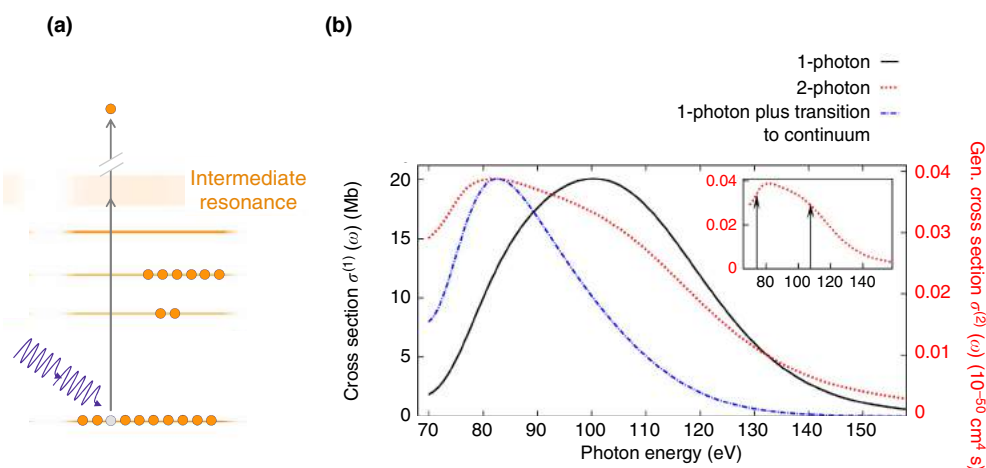 (a)
Intermediate
resonance
(b)
1-photon
2-photon
1-photon plus transition
to continuum
Cross section σ(1) (ω) (Mb)
20
15
10
5
0
70 80 90 100 110 120 130 140 150
Photon energy (eV)
0.04
0.03
0.02
0.01
0
Gen. cross section σ(2) (ω) (10–50 cm4 s)
0.04
0.02
0
80 100 120 140